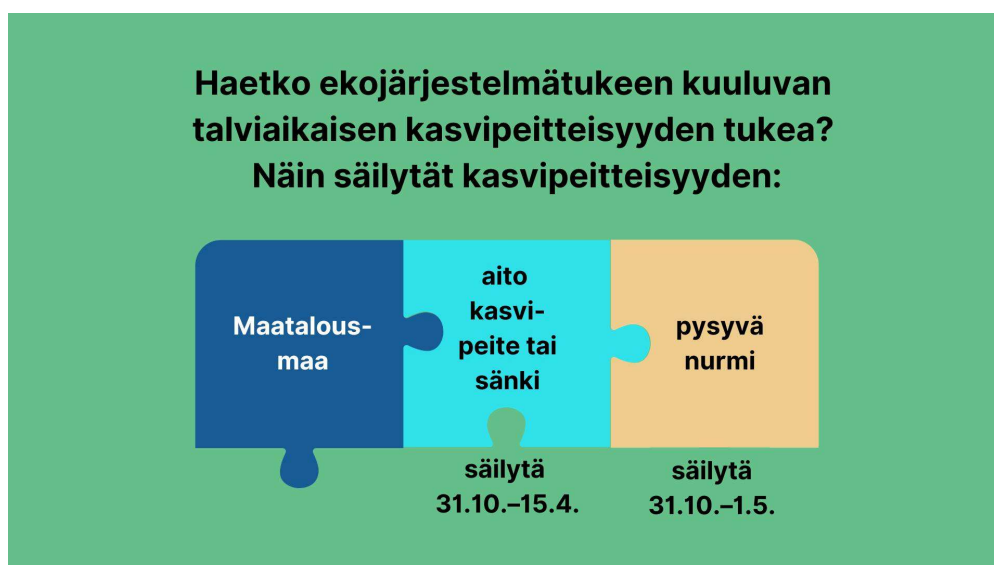 Haetko ekojärjestelmätukeen kuuluvan
talviaikaisen kasvipeitteisyyden tukea?
Näin säilytät kasvipeitteisyyden:
Maatalous-
maa
aito
kasvi-
peite tai
sänki
pysyvä
nurmi
säilytä
31.10.–15.4.
säilytä
31.10.–1.5.